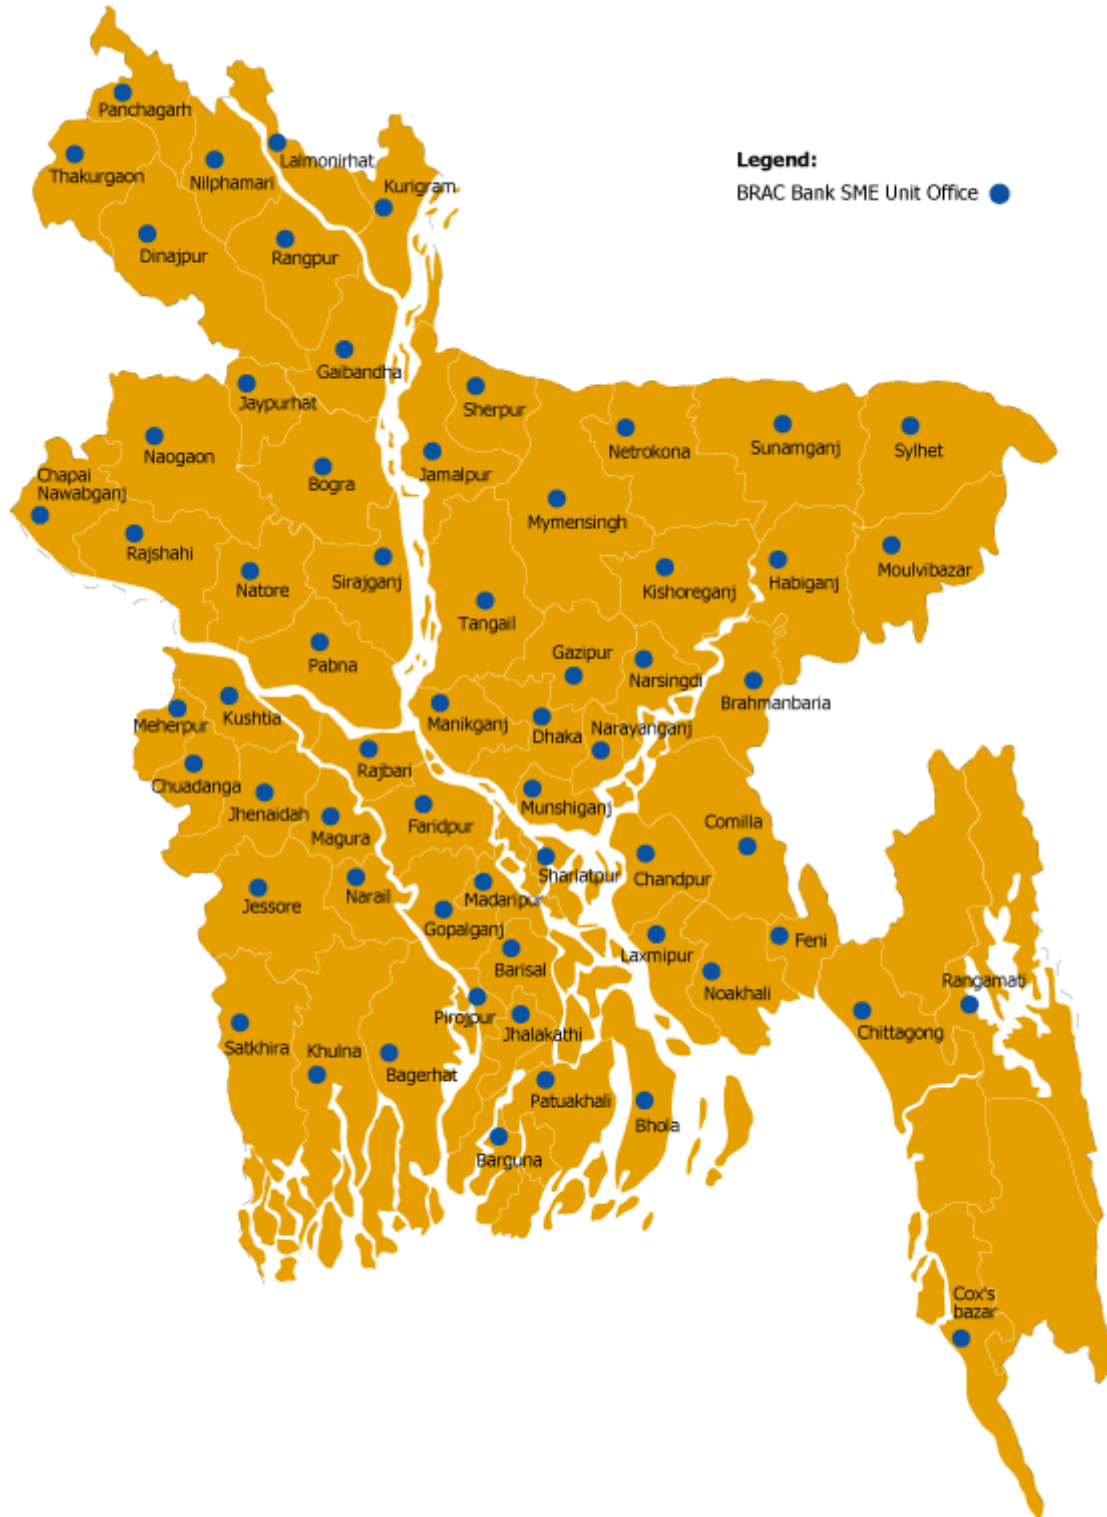 Panchagarh
Thakurgaon
Nilphamari
Lalmonirhat
Kurigram
Legend:
BRAC Bank SME Unit Office
Dinajpur
Rangpur
Gaibandha
Jaypurhat
Sherpur
Naogaon
Bogra
Jamalpur
Netrokona
Sunamganj
Sylhet
Chapai
Nawabganj
Mymensingh
Rajshahi
Natore
Sirajganj
Tangail
Kishoreganj
Habiganj
Moulvibazar
Pabna
Gazipur
Narsingdi
Brahmanbaria
Meherpur
Kushtia
Manikganj
Dhaka
Narayanganj
Rajbari
Chuadanga
Jhenaidah
Magura
Faridpur
Munshiganj
Comilla
Shariatpur
Chandpur
Jessore
Narail
Madaripur
Gopalganj
Barisal
Laxmipur
Feni
Noakhali
Rangamati
Chittagong
Pirojpur
Jhalakathi
Satkhira
Khulna
Bagerhat
Patuakhali
Bhola
Barguna
Cox's
bazar